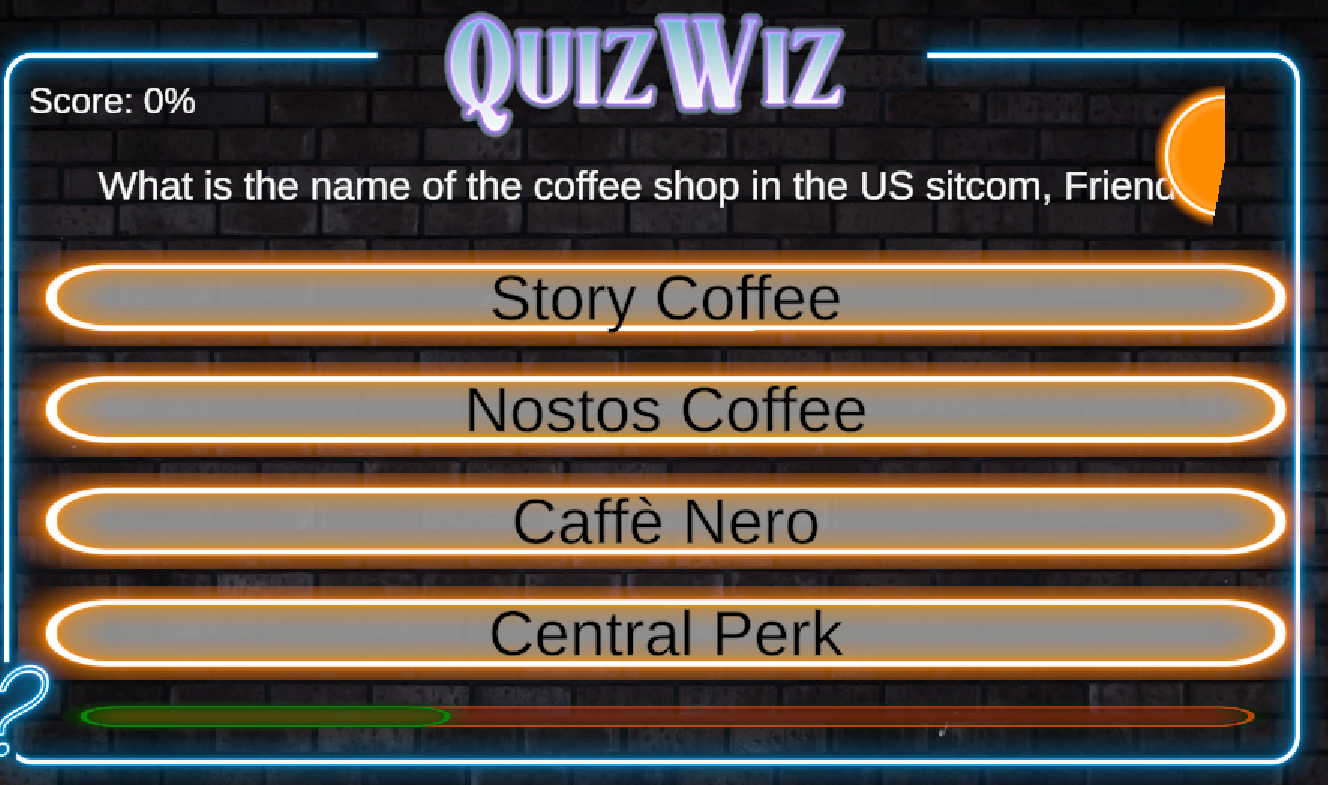 QUIZWIZ
Score: 0%
What is the name of the coffee shop in the US sitcom, Friend
Story Coffee
Nostos Coffee
Caffè Nero
Central Perk
?